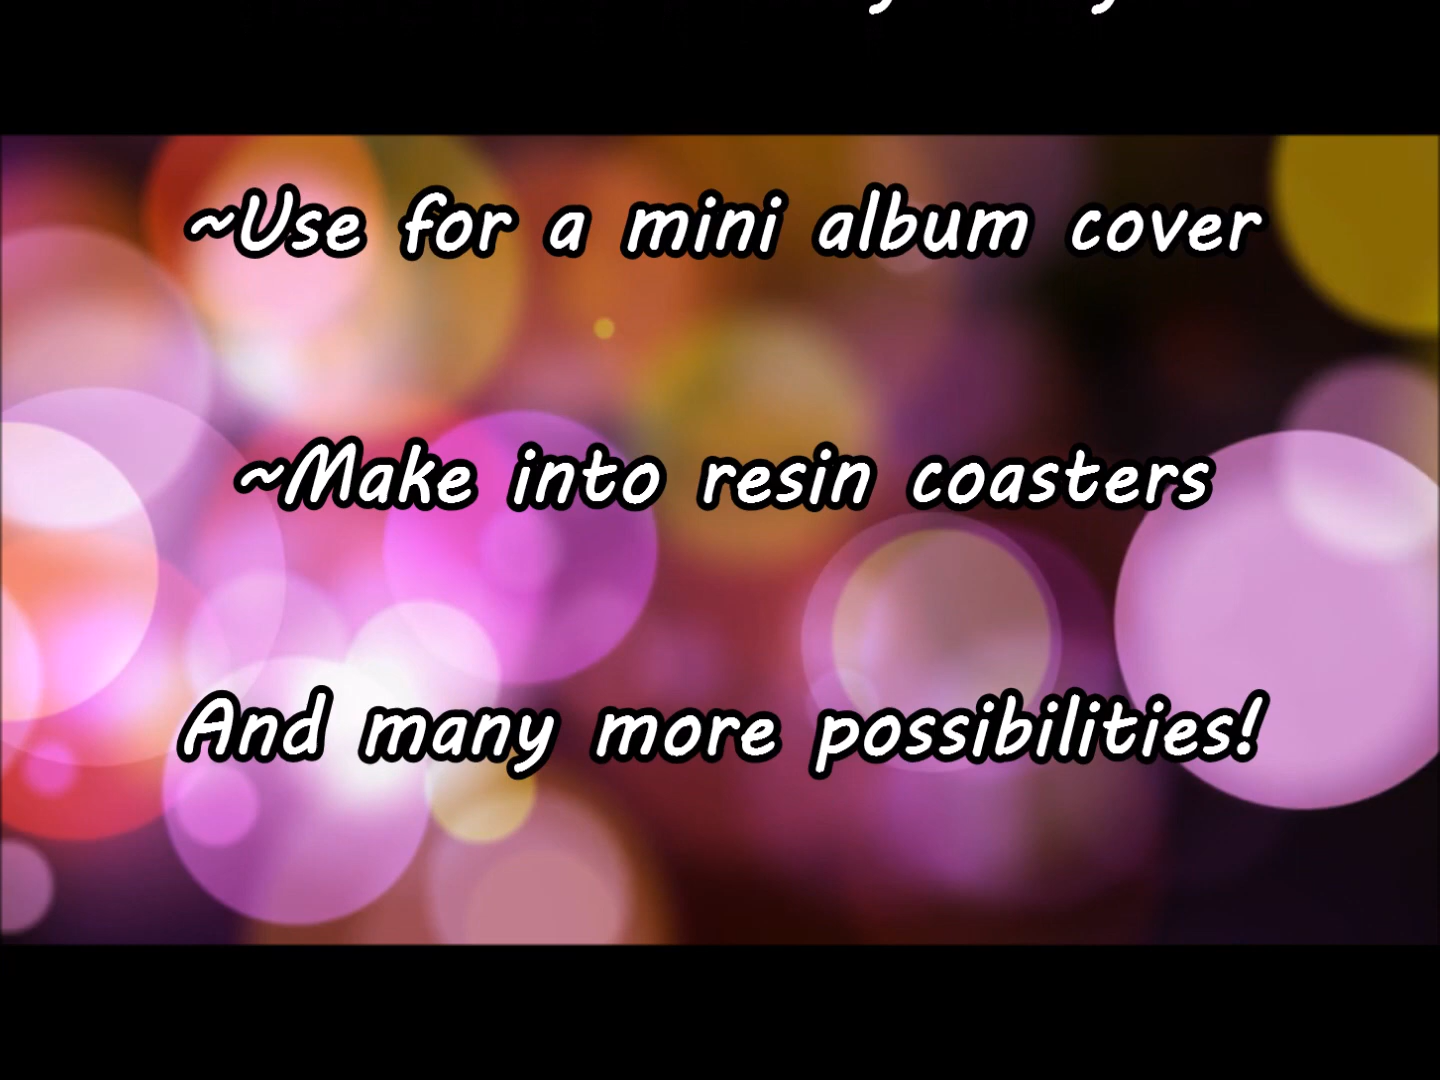 ~Use for a mini album cover
~Make into resin coasters
And many more possibilities!